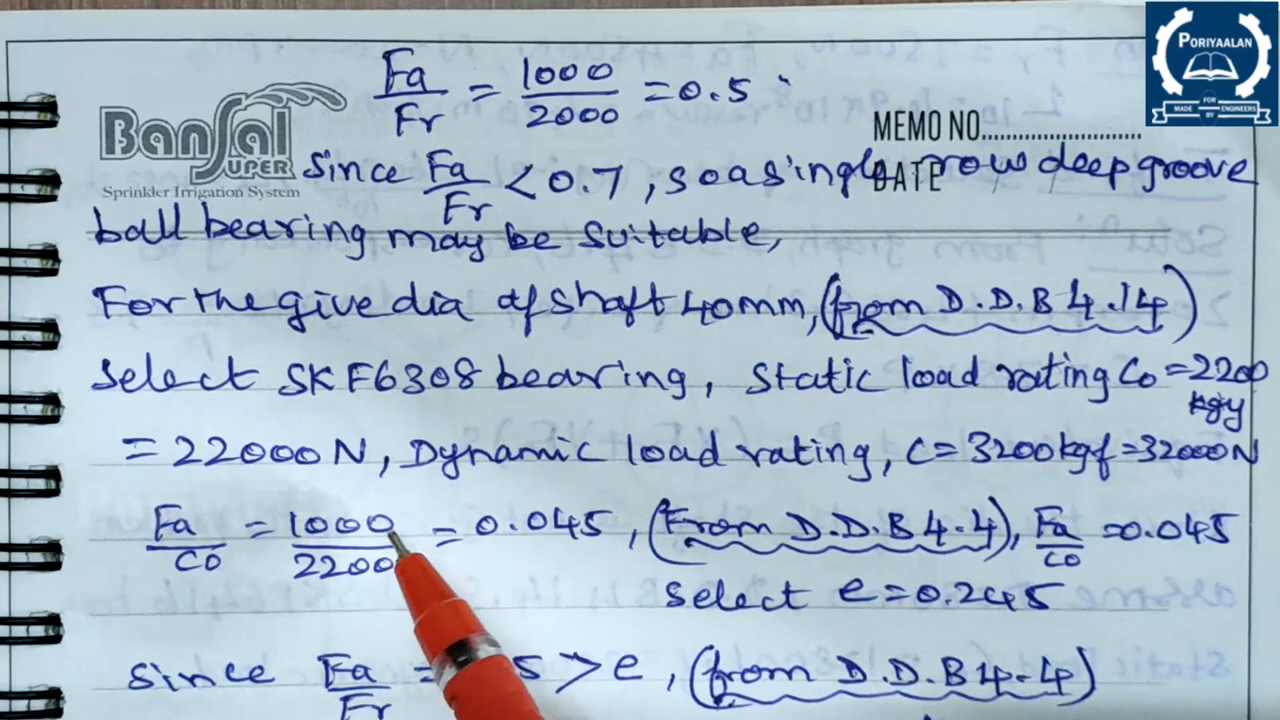 PORIYAALAN
MADE FOR BY ENGINEERS
Fa/Fr = 1000/2000 = 0.5
Bansal
SUPER
Sprinkler Irrigation System
MEMO NO.
DATE
Since Fa/Fr < 0.7, so a single row deep groove
ball bearing may be suitable,
For the give dia of shaft 40mm, (from D.D.B 4.14)
Select SKF6308 bearing, Static load rating Co = 2200 kgf
= 22000 N, Dynamic load rating, C = 3200kgf = 32000N
Fa/Co = 1000/2200 = 0.045, (From D.D.B 4.4), Fa/Co = 0.045
Select e = 0.245
Since Fa/Fr = 5 > e, (from D.D.B 4.4)